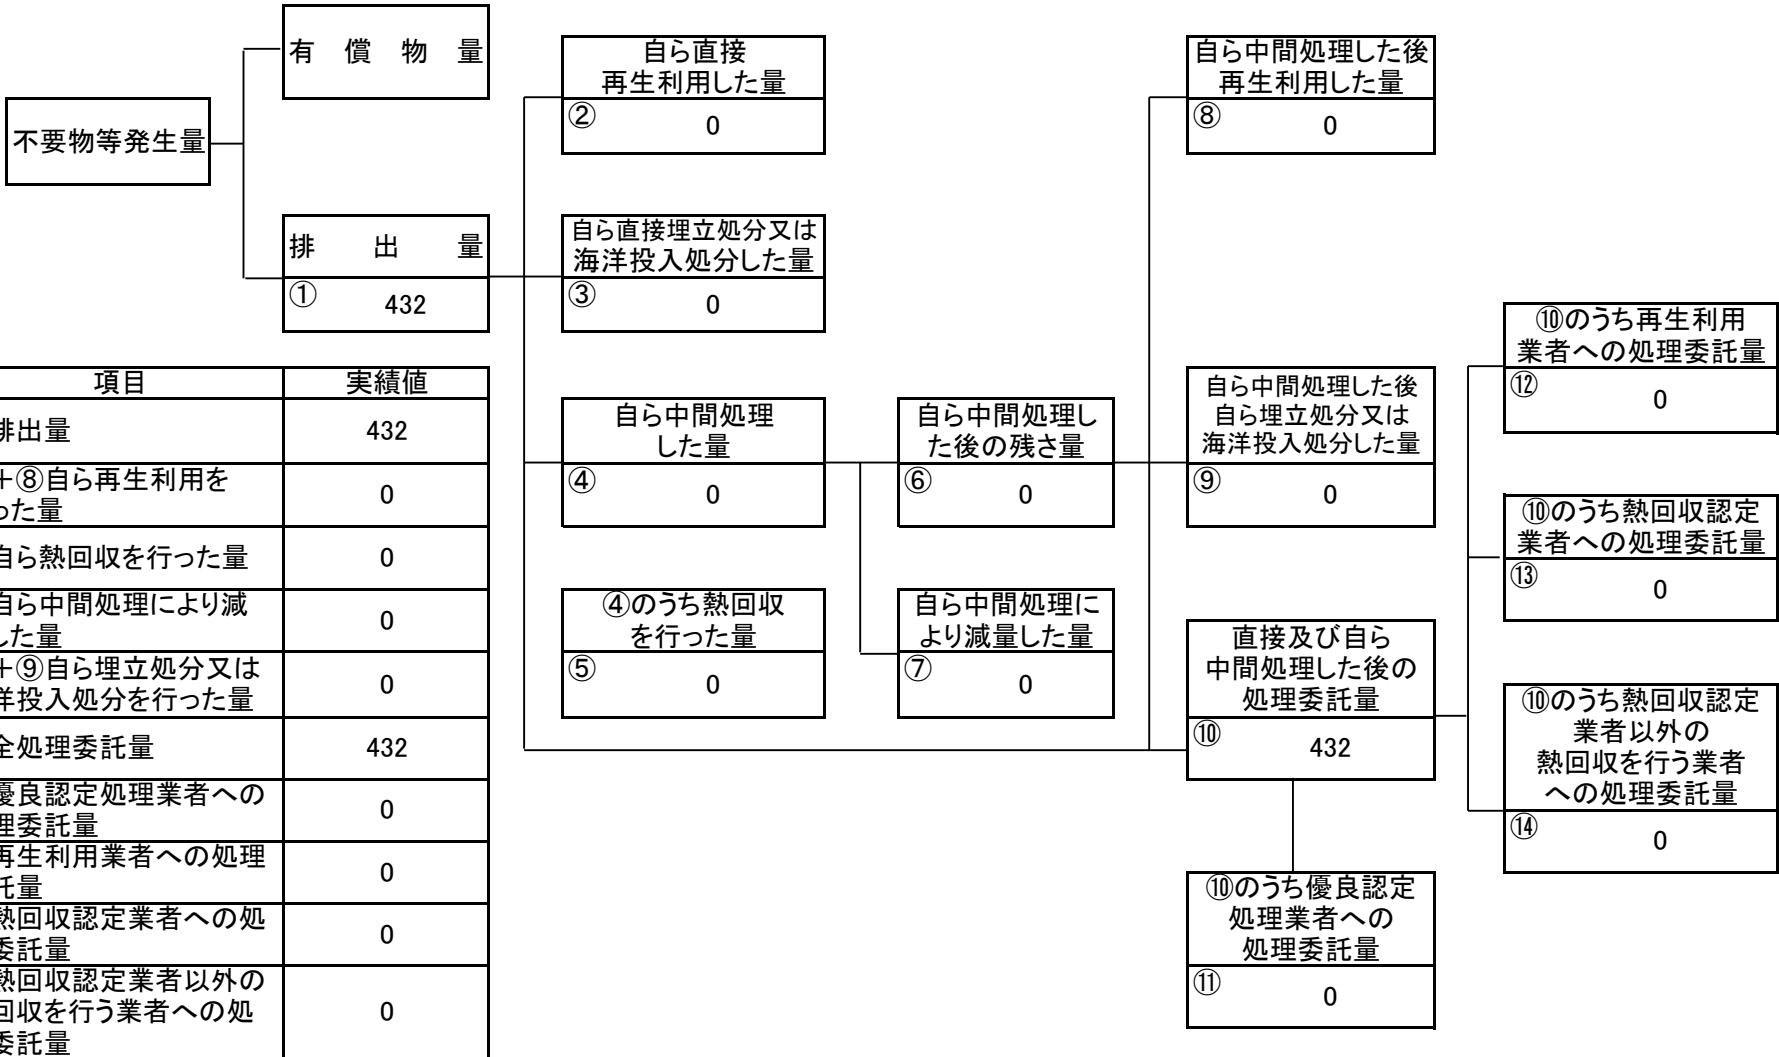 不要物等発生量
有償物量
排出量
①
432
自ら直接
再生利用した量
②
0
自ら直接埋立処分又は
海洋投入処分した量
③
0
自ら中間処理
した量
④
0
④のうち熱回収
を行った量
⑤
0
自ら中間処理し
た後の残さ量
⑥
0
自ら中間処理に
より減量した量
⑦
0
自ら中間処理した後
再生利用した量
⑧
0
自ら中間処理した後
自ら埋立処分又は
海洋投入処分した量
⑨
0
直接及び自ら
中間処理した後の
処理委託量
⑩
432
⑩のうち優良認定
処理業者への
処理委託量
⑪
0
⑩のうち再生利用
業者への処理委託量
⑫
0
⑩のうち熱回収認定
業者への処理委託量
⑬
0
⑩のうち熱回収認定
業者以外の
熱回収を行う業者
への処理委託量
⑭
0
項目 実績値
排出量 432
+⑧自ら再生利用を
った量
0
自ら熱回収を行った量 0
自ら中間処理により減
した量
0
+⑨自ら埋立処分又は
洋投入処分を行った量
0
全処理委託量 432
優良認定処理業者への
理委託量
0
再生利用業者への処理
託量
0
熱回収認定業者への処
委託量
0
熱回収認定業者以外の
回収を行う業者への処
委託量
0